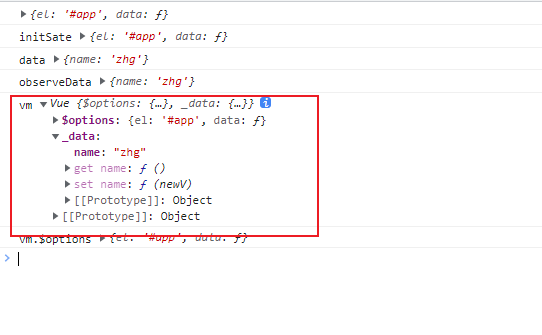 {el: '#app', data: ƒ}
initSate {el: '#app', data: ƒ}
data {name: 'zhg'}
observeData {name: 'zhg'}
vm Vue {$options: {…}, _data: {…}} i
$options: {el: '#app', data: ƒ}
_data:
name: "zhg"
get name: ƒ ()
set name: ƒ (newV)
[[Prototype]]: Object
[[Prototype]]: Object
vm.$options {el: '#app', data: ƒ}